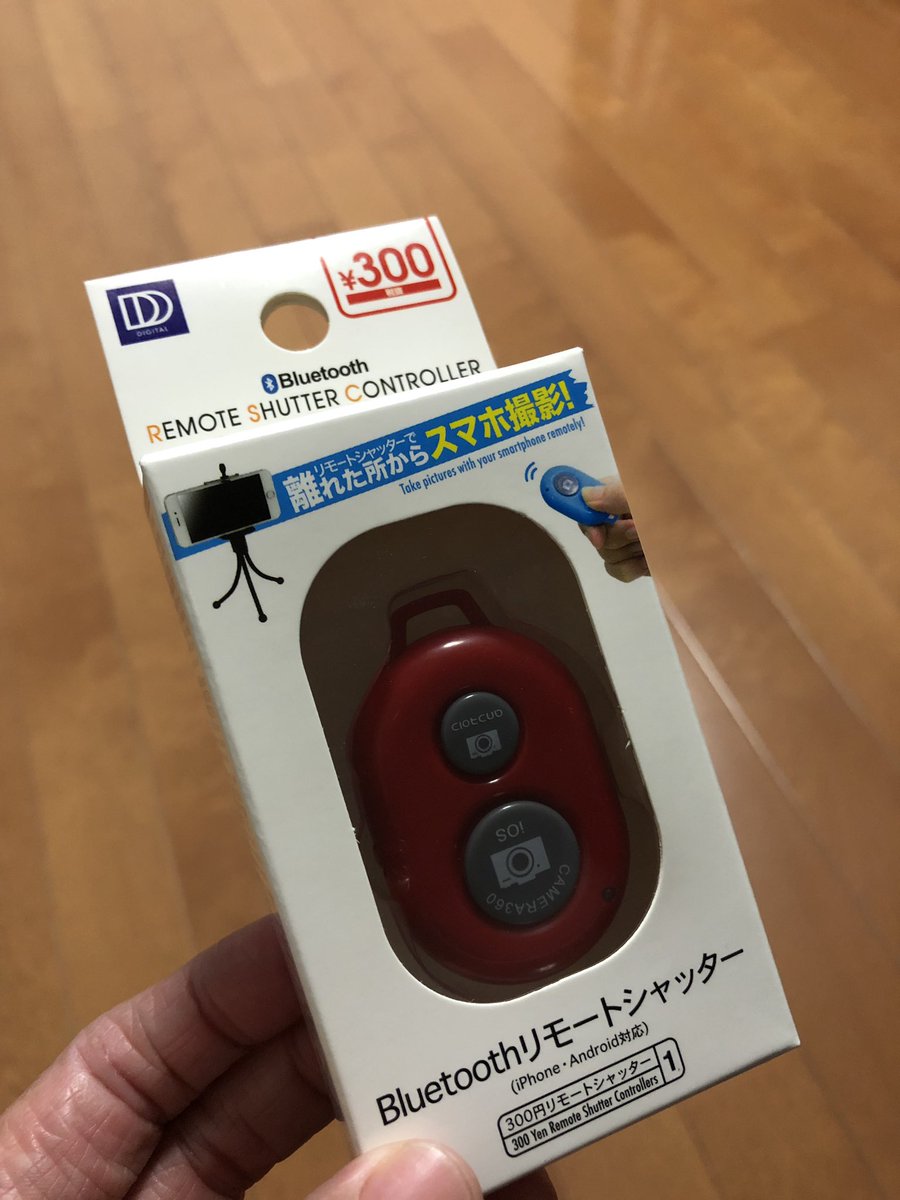 DD
DIGITAL
¥300
税抜
Bluetooth
REMOTE SHUTTER CONTROLLER
リモートシャッターで
離れた所からスマホ撮影!
Take pictures with your smartphone remotely!
iOS
CAMERA360
Bluetoothリモートシャッター
(iPhone・Android対応)
300円リモートシャッター
300 Yen Remote Shutter Controllers
1